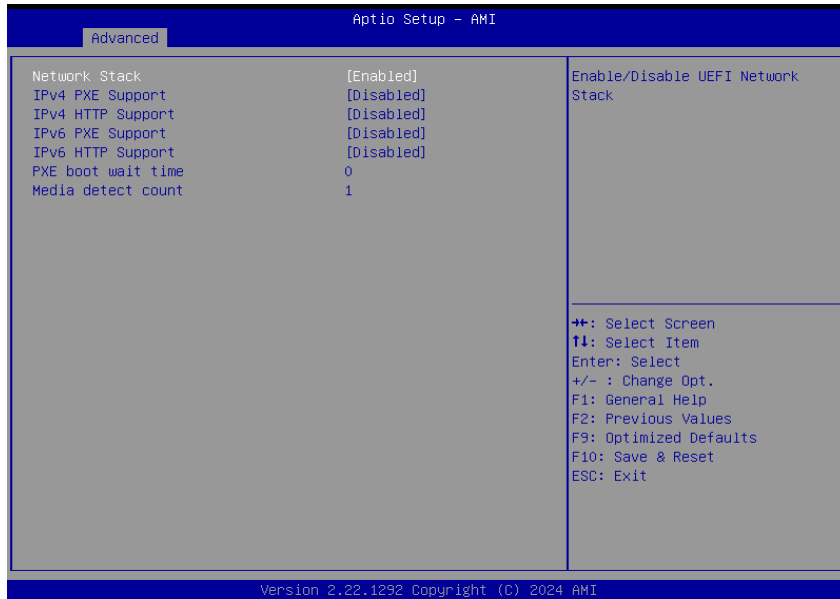 Aptio Setup – AMI
Advanced
Network Stack [Enabled]
IPv4 PXE Support [Disabled]
IPv4 HTTP Support [Disabled]
IPv6 PXE Support [Disabled]
IPv6 HTTP Support [Disabled]
PXE boot wait time 0
Media detect count 1
Enable/Disable UEFI Network
Stack
→←: Select Screen
↑↓: Select Item
Enter: Select
+/- : Change Opt.
F1: General Help
F2: Previous Values
F9: Optimized Defaults
F10: Save & Reset
ESC: Exit
Version 2.22.1292 Copyright (C) 2024 AMI